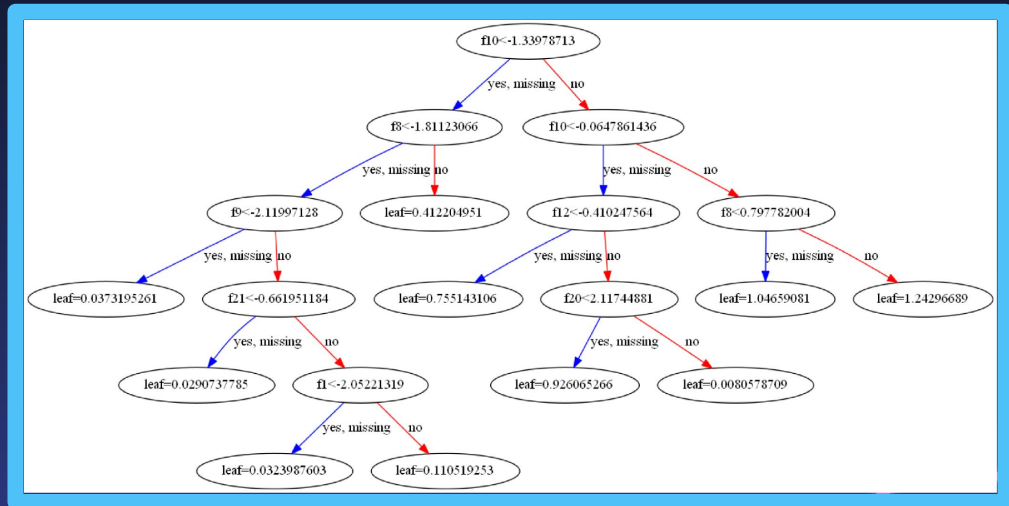 f10<-1.33978713
yes, missing no
f8<-1.81123066 f10<-0.0647861436
yes, missing no yes, missing no
f9<-2.11997128 leaf=0.412204951 f12<-0.410247564 f8<0.797782004
yes, missing no yes, missing no yes, missing no
leaf=0.0373195261 f21<-0.661951184 leaf=0.755143106 f20<2.11744881 leaf=1.04659081 leaf=1.24296689
yes, missing no yes, missing no
leaf=0.0290737785 f1<-2.05221319 leaf=0.926065266 leaf=0.0080578709
yes, missing no
leaf=0.0323987603 leaf=0.110519253